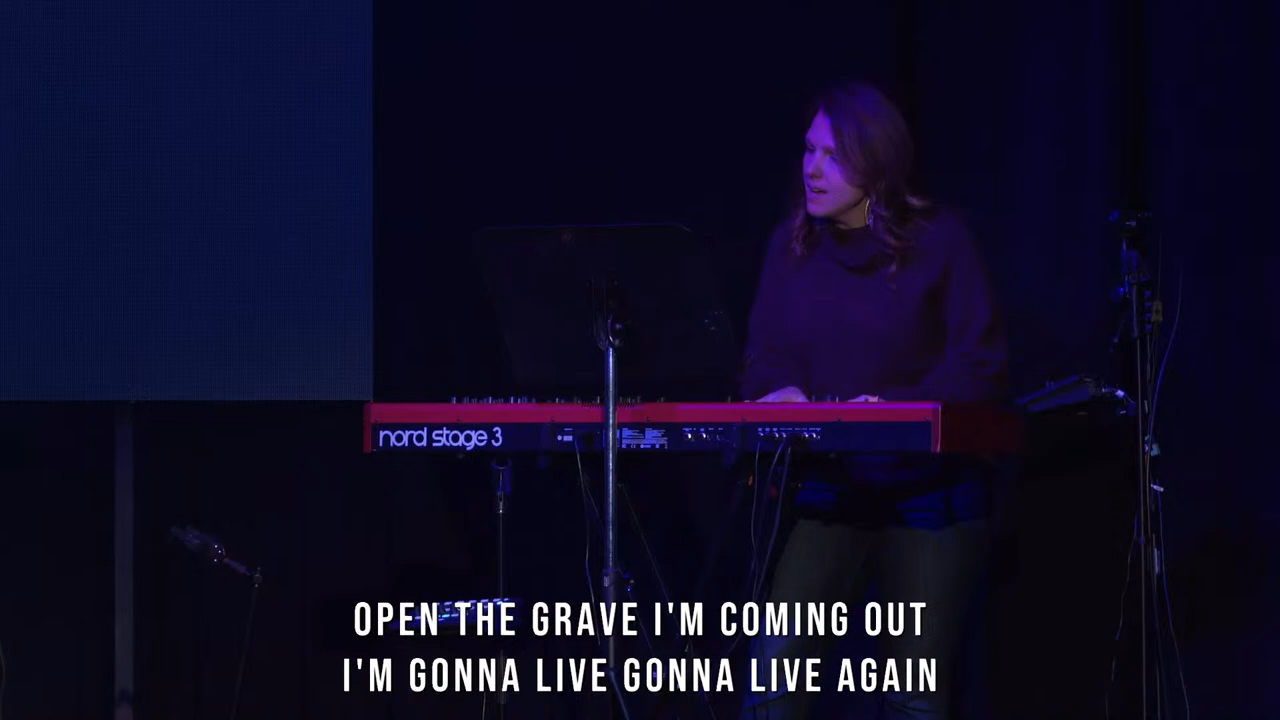 nord stage 3
OPEN THE GRAVE I'M COMING OUT
I'M GONNA LIVE GONNA LIVE AGAIN